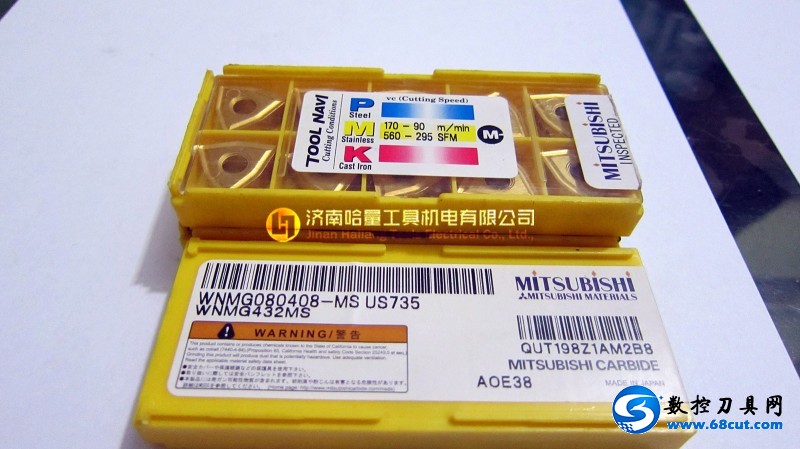 TOOL NAVI
Cutting Conditions
vc (Cutting Speed)
P
Steel
M
Stainless
170 - 90 m/min
560 - 295 SFM
M-
K
Cast Iron
MITSUBISHI
INSPECTED
济南哈量工具机电有限公司
WNMG080408-MS US735
WNMG432MS
WARNING/警告
MITSUBISHI
MITSUBISHI MATERIALS
QUT198Z1AM2B8
MITSUBISHI CARBIDE
AOE38
MADE IN JAPAN
数控刀具网
www.68cut.com